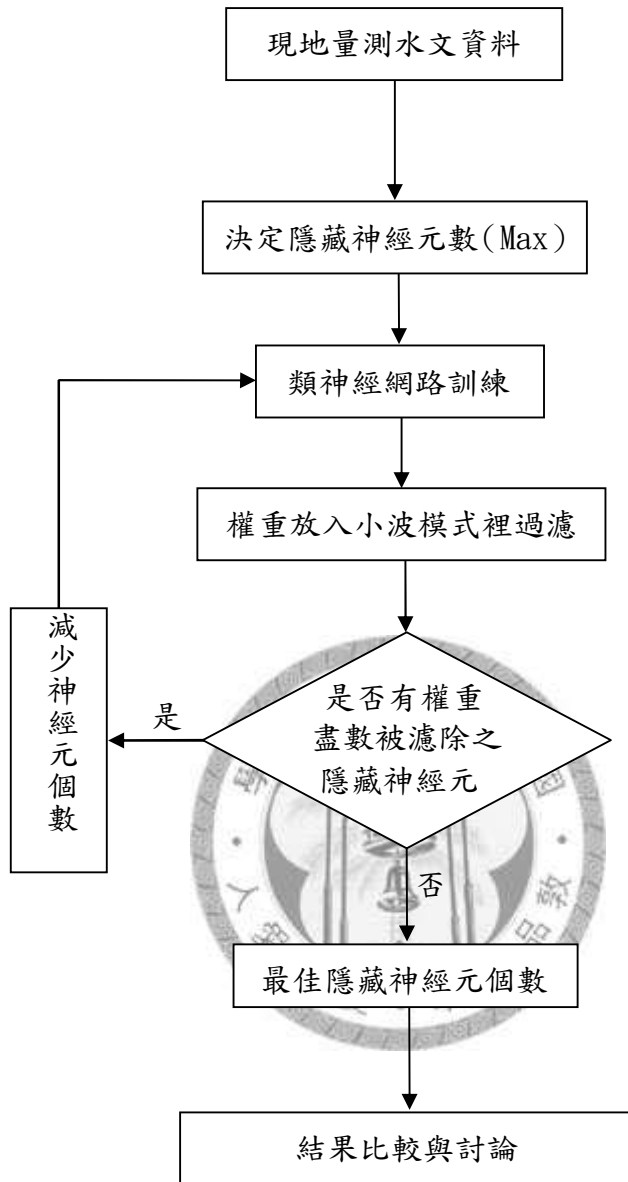 現地量測水文資料
決定隱藏神經元數(Max)
類神經網路訓練
權重放入小波模式裡過濾
是否有權重
盡數被濾除之
隱藏神經元
是
減少神經元個數
否
最佳隱藏神經元個數
結果比較與討論